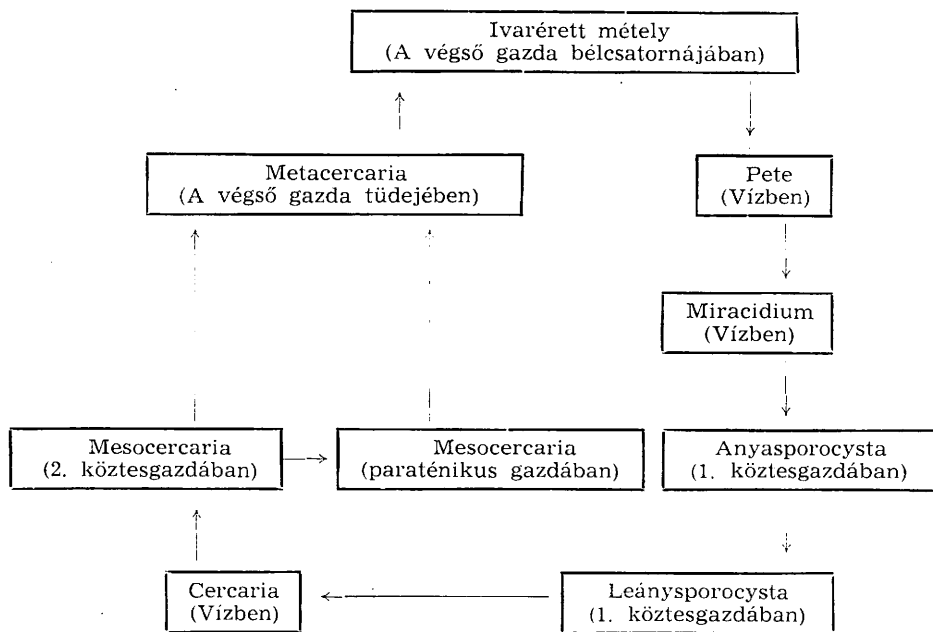 Ivarérett métely
(A végső gazda bélcsatornájában)
Metacercaria
(A végső gazda tüdejében)
Pete
(Vízben)
Miracidium
(Vízben)
Mesocercaria
(2. köztesgazdában)
Mesocercaria
(paraténikus gazdában)
Anyasporocysta
(1. köztesgazdában)
Cercaria
(Vízben)
Leánysporocysta
(1. köztesgazdában)